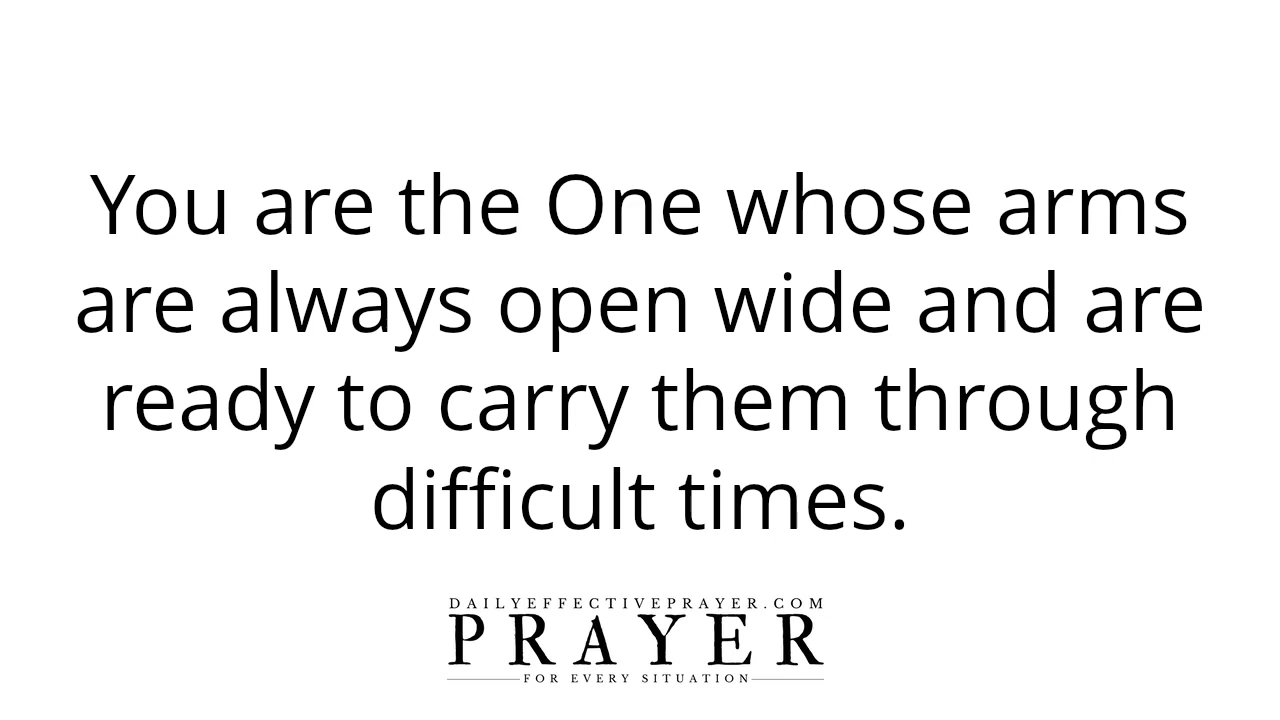 You are the One whose arms
are always open wide and are
ready to carry them through
difficult times.
DAILYEFFECTIVEPRAYER.COM
PRAYER
FOR EVERY SITUATION